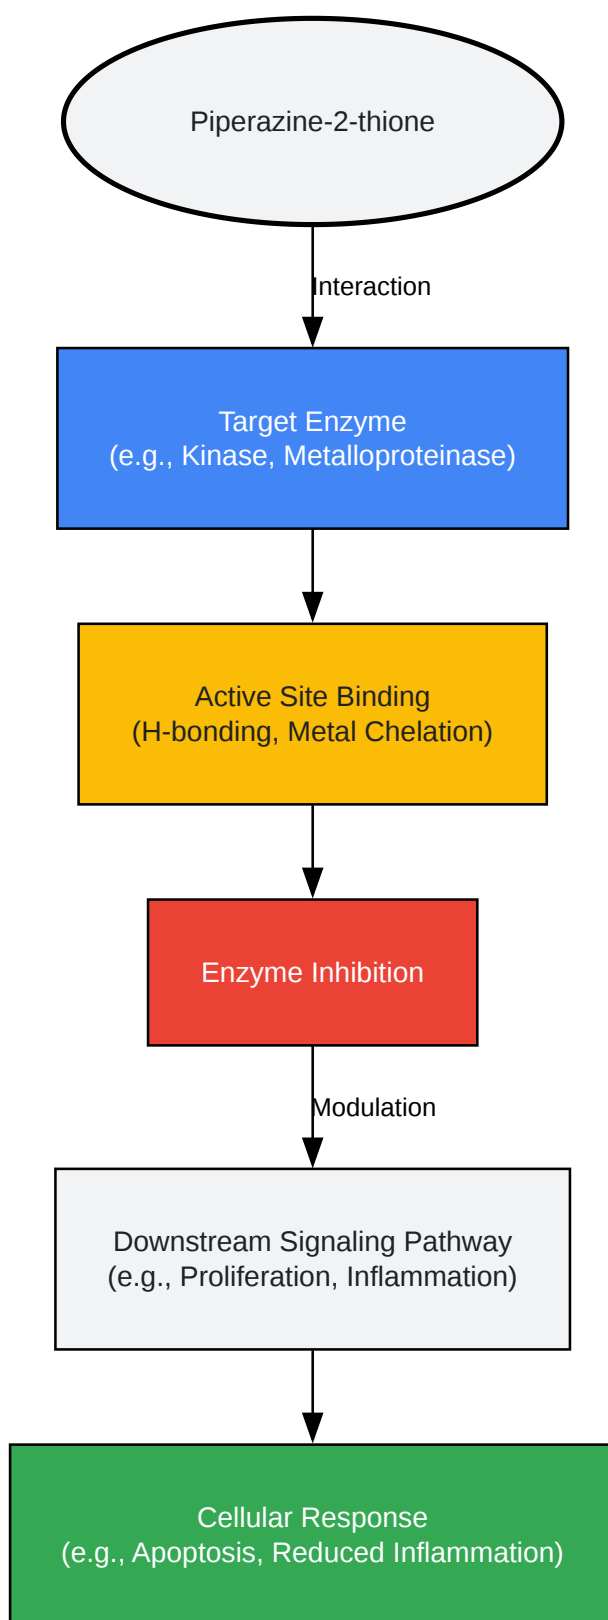 Piperazine-2-thione
Interaction
Target Enzyme
(e.g., Kinase, Metalloproteinase)
Active Site Binding
(H-bonding, Metal Chelation)
Enzyme Inhibition
Modulation
Downstream Signaling Pathway
(e.g., Proliferation, Inflammation)
Cellular Response
(e.g., Apoptosis, Reduced Inflammation)